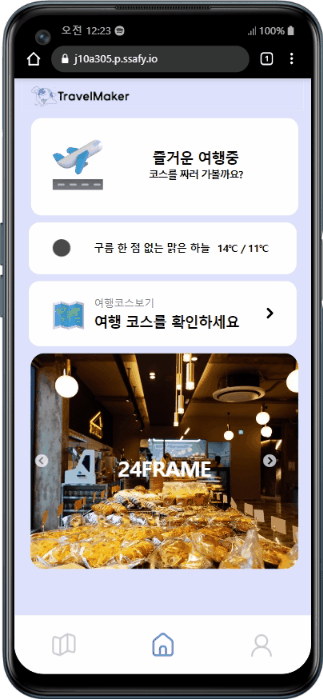 오전 12:23
100%
j10a305.p.ssafy.io
1
TravelMaker
즐거운 여행중
코스를 짜러 가볼까요?
구름 한 점 없는 맑은 하늘 14℃ / 11℃
여행코스보기
여행 코스를 확인하세요
24FRAME